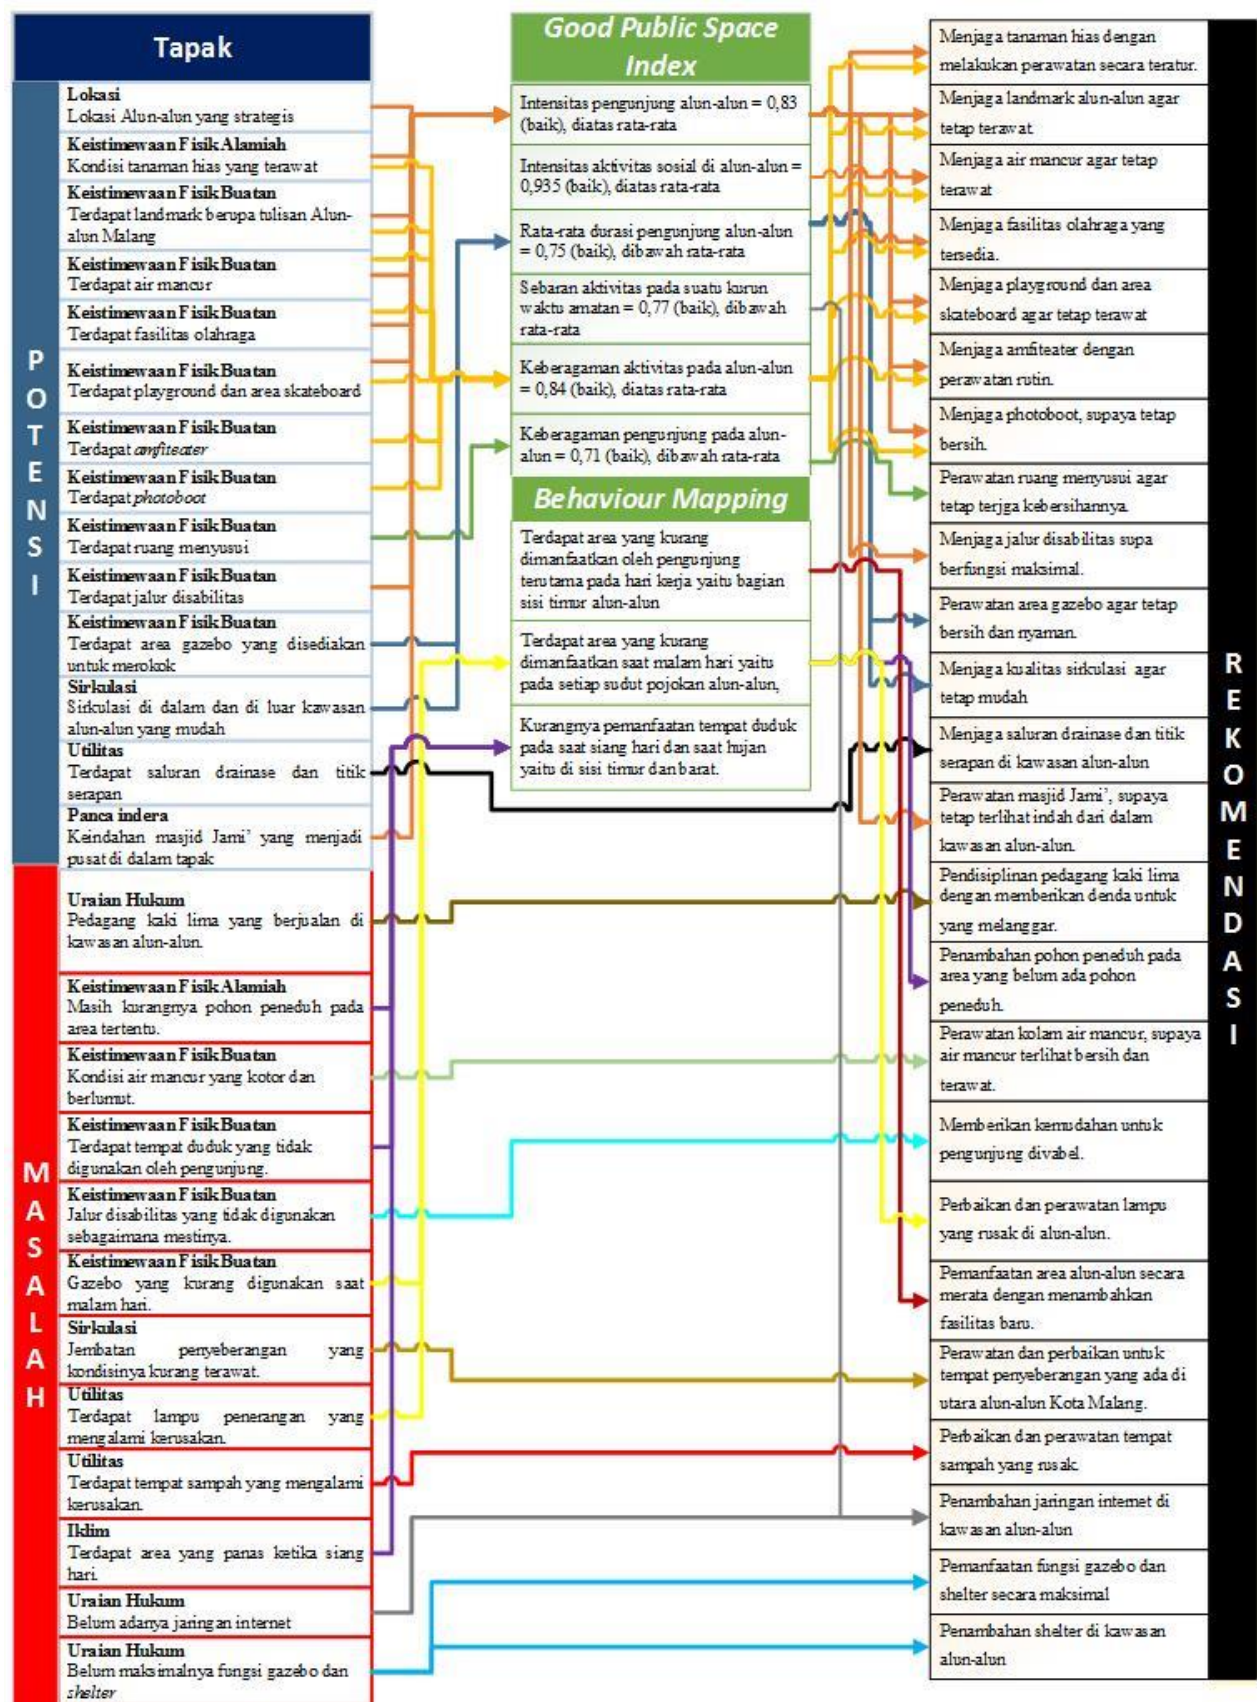 Tapak
POTENSI
Lokasi
Lokasi Alun-alun yang strategis
Keistimewaan Fisik Alamiah
Kondisi tanaman hias yang terawat
Keistimewaan Fisik Buatan
Terdapat landmark berupa tulisan Alun-
alun Malang
Keistimewaan Fisik Buatan
Terdapat air mancur
Keistimewaan Fisik Buatan
Terdapat fasilitas olahraga
Keistimewaan Fisik Buatan
Terdapat playground dan area skateboard
Keistimewaan Fisik Buatan
Terdapat amfiteater
Keistimewaan Fisik Buatan
Terdapat photoboot
Keistimewaan Fisik Buatan
Terdapat ruang menyusui
Keistimewaan Fisik Buatan
Terdapat jalur disabilitas
Keistimewaan Fisik Buatan
Terdapat area gazebo yang disediakan
untuk merokok
Sirkulasi
Sirkulasi di dalam dan di luar kawasan
alun-alun yang mudah
Utilitas
Terdapat saluran drainase dan titik
serapan
Panca indera
Keindahan masjid Jami’ yang menjadi
pusat di dalam tapak
MASALAH
Uraian Hukum
Pedagang kaki lima yang berjualan di
kawasan alun-alun.
Keistimewaan Fisik Alamiah
Masih kurangnya pohon peneduh pada
area tertentu.
Keistimewaan Fisik Buatan
Kondisi air mancur yang kotor dan
berlumut.
Keistimewaan Fisik Buatan
Terdapat tempat duduk yang tidak
digunakan oleh pengunjung.
Keistimewaan Fisik Buatan
Jalur disabilitas yang tidak digunakan
sebagaimana mestinya.
Keistimewaan Fisik Buatan
Gazebo yang kurang digunakan saat
malam hari.
Sirkulasi
Jembatan penyeberangan yang
kondisinya kurang terawat.
Utilitas
Terdapat lampu penerangan yang
mengalami kerusakan.
Utilitas
Terdapat tempat sampah yang mengalami
kerusakan.
Iklim
Terdapat area yang panas ketika siang
hari.
Uraian Hukum
Belum adanya jaringan internet
Uraian Hukum
Belum maksimalnya fungsi gazebo dan
shelter
Good Public Space
Index
Intensitas pengunjung alun-alun = 0,83
(baik), diatas rata-rata
Intensitas aktivitas sosial di alun-alun =
0,935 (baik), diatas rata-rata
Rata-rata durasi pengunjung alun-alun
= 0,75 (baik), dibawah rata-rata
Sebaran aktivitas pada suatu kurun
waktu amatan = 0,77 (baik), dibawah
rata-rata
Keberagaman aktivitas pada alun-alun
= 0,84 (baik), diatas rata-rata
Keberagaman pengunjung pada alun-
alun = 0,71 (baik), dibawah rata-rata
Behaviour Mapping
Terdapat area yang kurang
dimanfaatkan oleh pengunjung
terutama pada hari kerja yaitu bagian
sisi timur alun-alun
Terdapat area yang kurang
dimanfaatkan saat malam hari yaitu
pada setiap sudut pojokan alun-alun,
Kurangnya pemanfaatan tempat duduk
pada saat siang hari dan saat hujan
yaitu di sisi timur dan barat.
Menjaga tanaman hias dengan
melakukan perawatan secara teratur.
Menjaga landmark alun-alun agar
tetap terawat
Menjaga air mancur agar tetap
terawat
Menjaga fasilitas olahraga yang
tersedia.
Menjaga playground dan area
skateboard agar tetap terawat
Menjaga amfiteater dengan
perawatan rutin.
Menjaga photoboot, supaya tetap
bersih.
Perawatan ruang menyusui agar
tetap terjga kebersihannya.
Menjaga jalur disabilitas supa
berfungsi maksimal.
Perawatan area gazebo agar tetap
bersih dan nyaman.
Menjaga kualitas sirkulasi agar
tetap mudah
Menjaga saluran drainase dan titik
serapan di kawasan alun-alun
Perawatan masjid Jami’, supaya
tetap terlihat indah dari dalam
kawasan alun-alun.
Pendisiplinan pedagang kaki lima
dengan memberikan denda untuk
yang melanggar.
Penambahan pohon peneduh pada
area yang belum ada pohon
peneduh.
Perawatan kolam air mancur, supaya
air mancur terlihat bersih dan
terawat.
Memberikan kemudahan untuk
pengunjung divabel.
Perbaikan dan perawatan lampu
yang rusak di alun-alun.
Pemanfaatan area alun-alun secara
merata dengan menambahkan
fasilitas baru.
Perawatan dan perbaikan untuk
tempat penyeberangan yang ada di
utara alun-alun Kota Malang.
Perbaikan dan perawatan tempat
sampah yang rusak.
Penambahan jaringan internet di
kawasan alun-alun
Pemanfaatan fungsi gazebo dan
shelter secara maksimal
Penambahan shelter di kawasan
alun-alun
REKOMENDASI